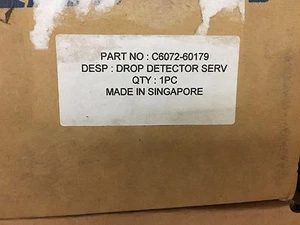 PART NO : C6072-60179
DESP : DROP DETECTOR SERV
QTY : 1PC
MADE IN SINGAPORE